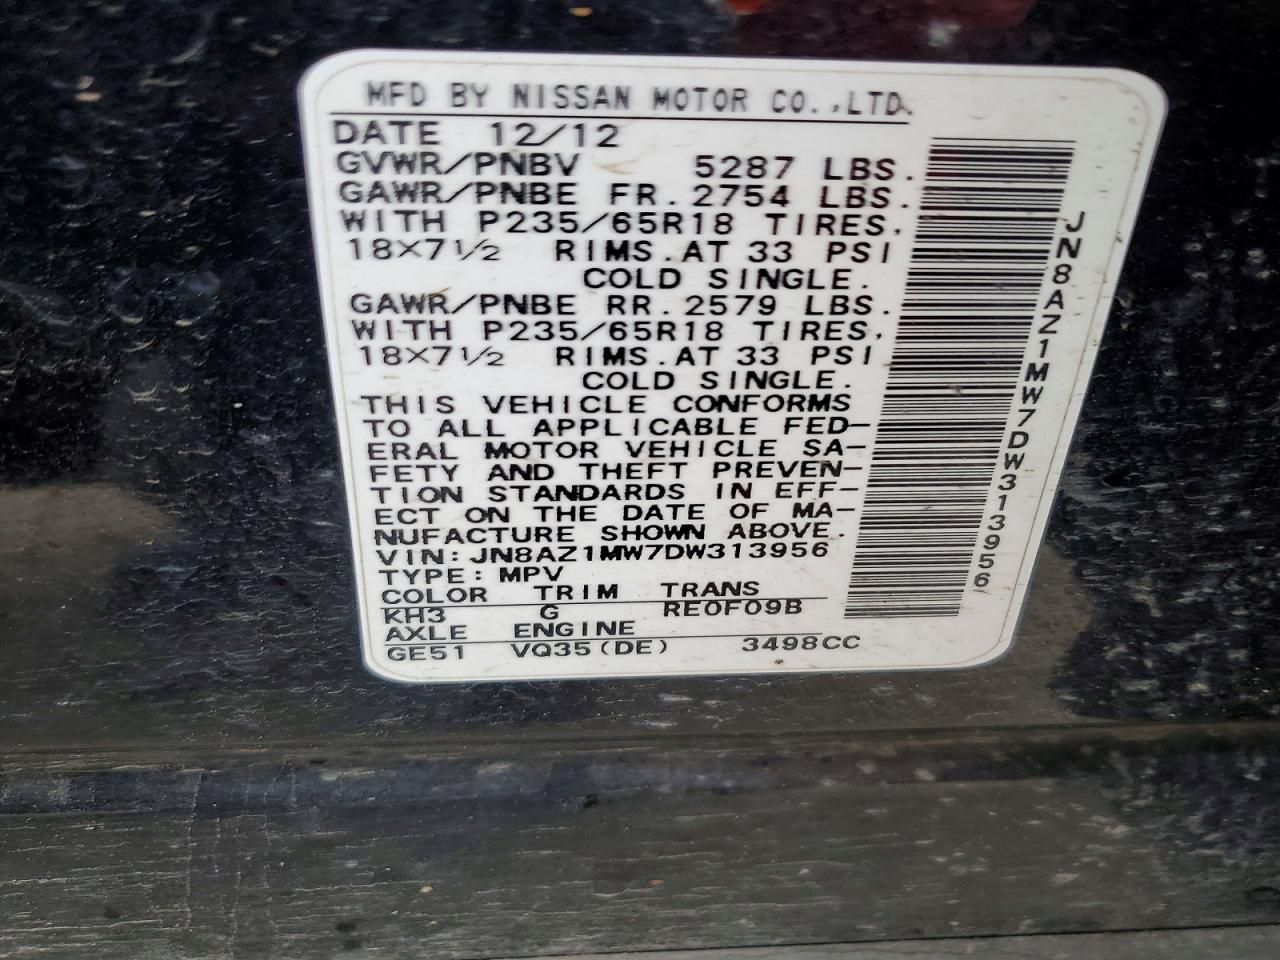 MFD BY NISSAN MOTOR CO.,LTD.
DATE 12/12
GVWR/PNBV 5287 LBS.
GAWR/PNBE FR.2754 LBS.
WITH P235/65R18 TIRES,
18×7½ RIMS.AT 33 PSI
COLD SINGLE.
GAWR/PNBE RR.2579 LBS.
WITH P235/65R18 TIRES,
18×7½ RIMS.AT 33 PSI
COLD SINGLE.
THIS VEHICLE CONFORMS
TO ALL APPLICABLE FED-
ERAL MOTOR VEHICLE SA-
FETY AND THEFT PREVEN-
TION STANDARDS IN EFF-
ECT ON THE DATE OF MA-
NUFACTURE SHOWN ABOVE.
VIN:JN8AZ1MW7DW313956
TYPE:MPV
COLOR TRIM TRANS
KH3 G RE0F09B
AXLE ENGINE
GE51 VQ35(DE) 3498CC
JN8AZ1MW7DW313956